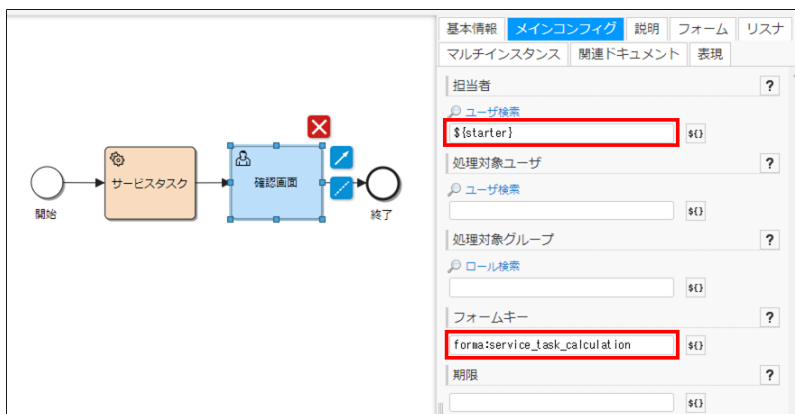 サービスタスク
確認画面
開始
終了
基本情報 メインコンフィグ 説明 フォーム リスナ
マルチインスタンス 関連ドキュメント 表現
担当者 ?
ユーザ検索
${starter} ${}
処理対象ユーザ ?
ユーザ検索
${}
処理対象グループ ?
ロール検索
${}
フォームキー ?
forma:service_task_calculation ${}
期限 ?
${}